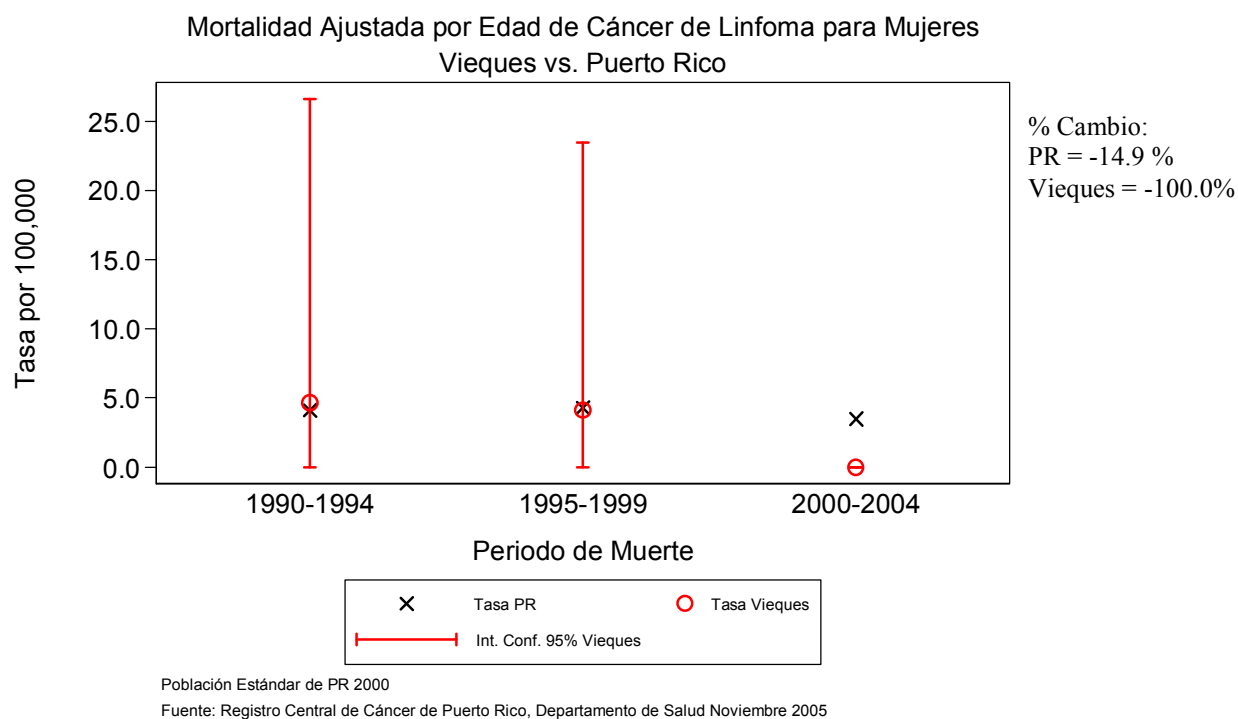 Mortalidad Ajustada por Edad de Cáncer de Linfoma para Mujeres
Vieques vs. Puerto Rico
% Cambio:
PR = -14.9 %
Vieques = -100.0%
Tasa por 100,000
25.0
20.0
15.0
10.0
5.0
0.0
1990-1994
1995-1999
2000-2004
Periodo de Muerte
Tasa PR
Tasa Vieques
Int. Conf. 95% Vieques
Población Estándar de PR 2000
Fuente: Registro Central de Cáncer de Puerto Rico, Departamento de Salud Noviembre 2005